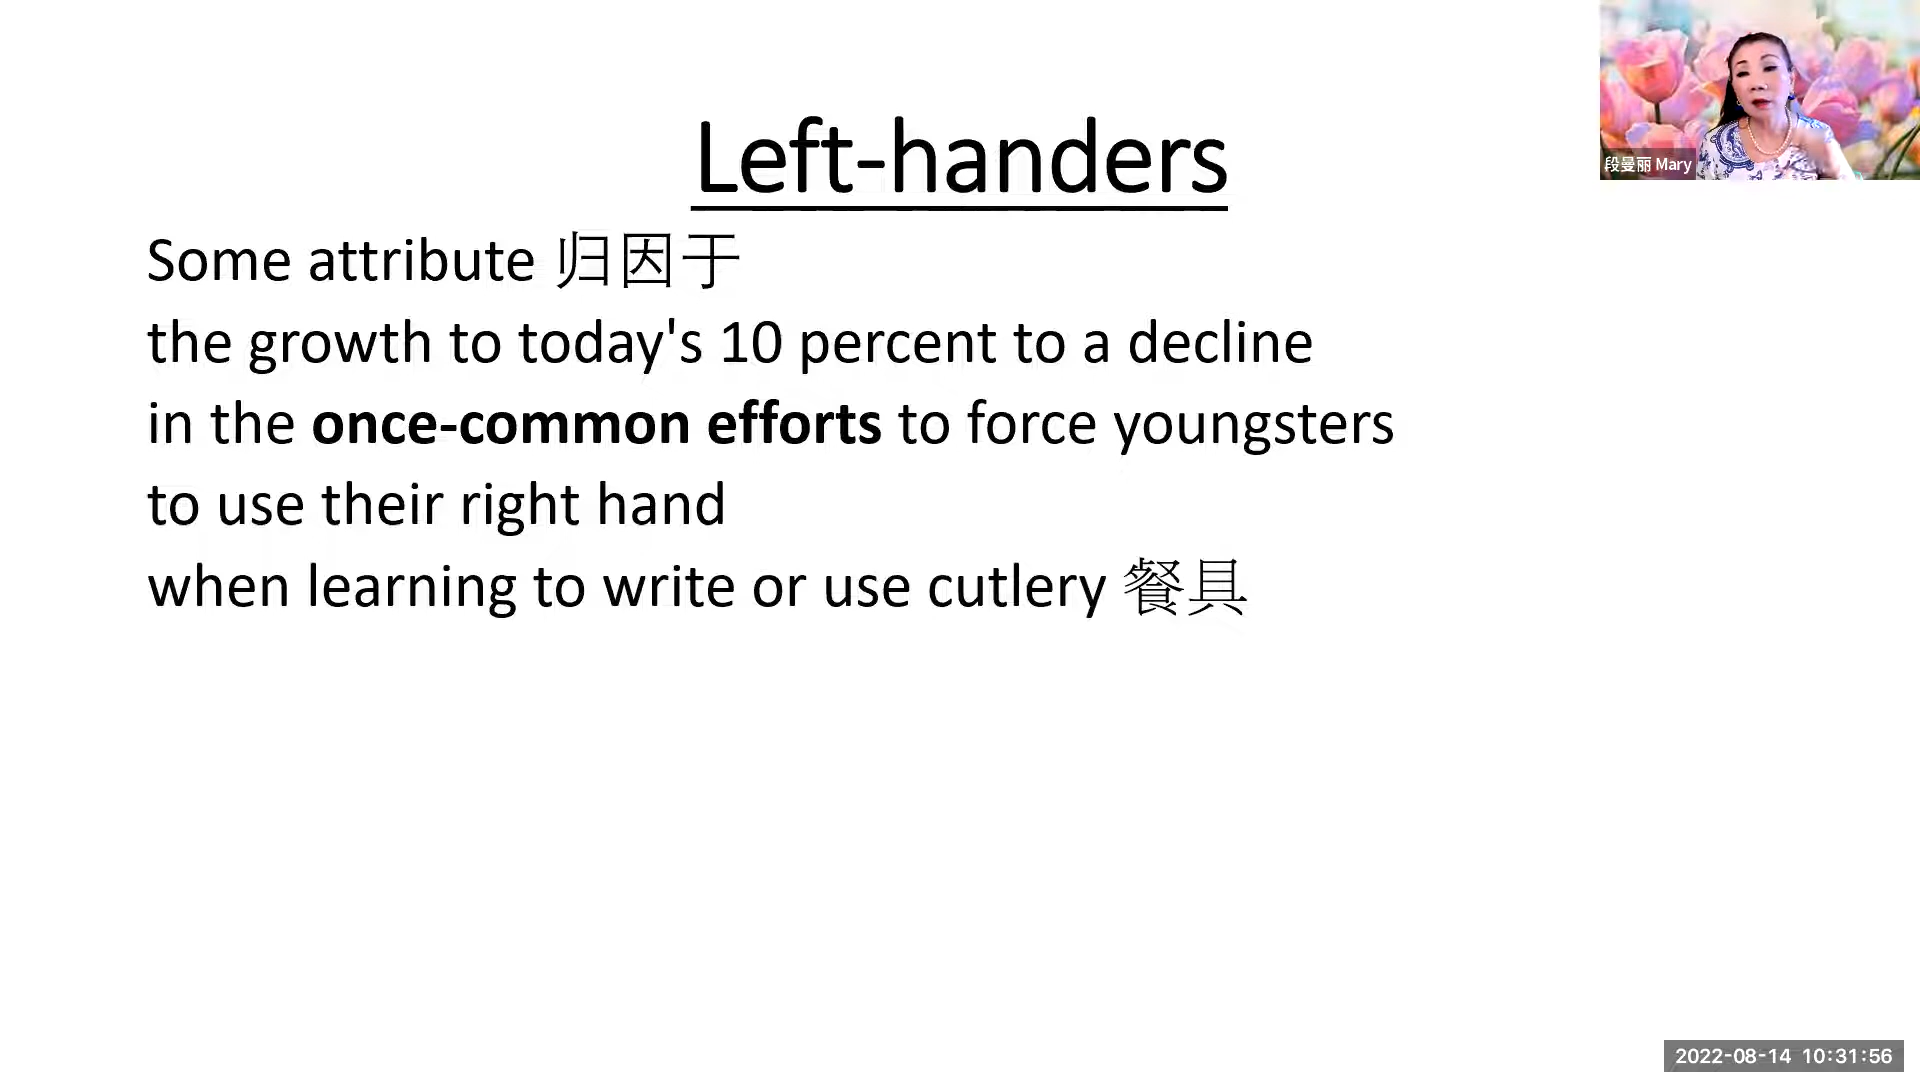 Left-handers
Some attribute 归因于
the growth to today's 10 percent to a decline
in the once-common efforts to force youngsters
to use their right hand
when learning to write or use cutlery 餐具
段曼丽 Mary
2022-08-14 10:31:56